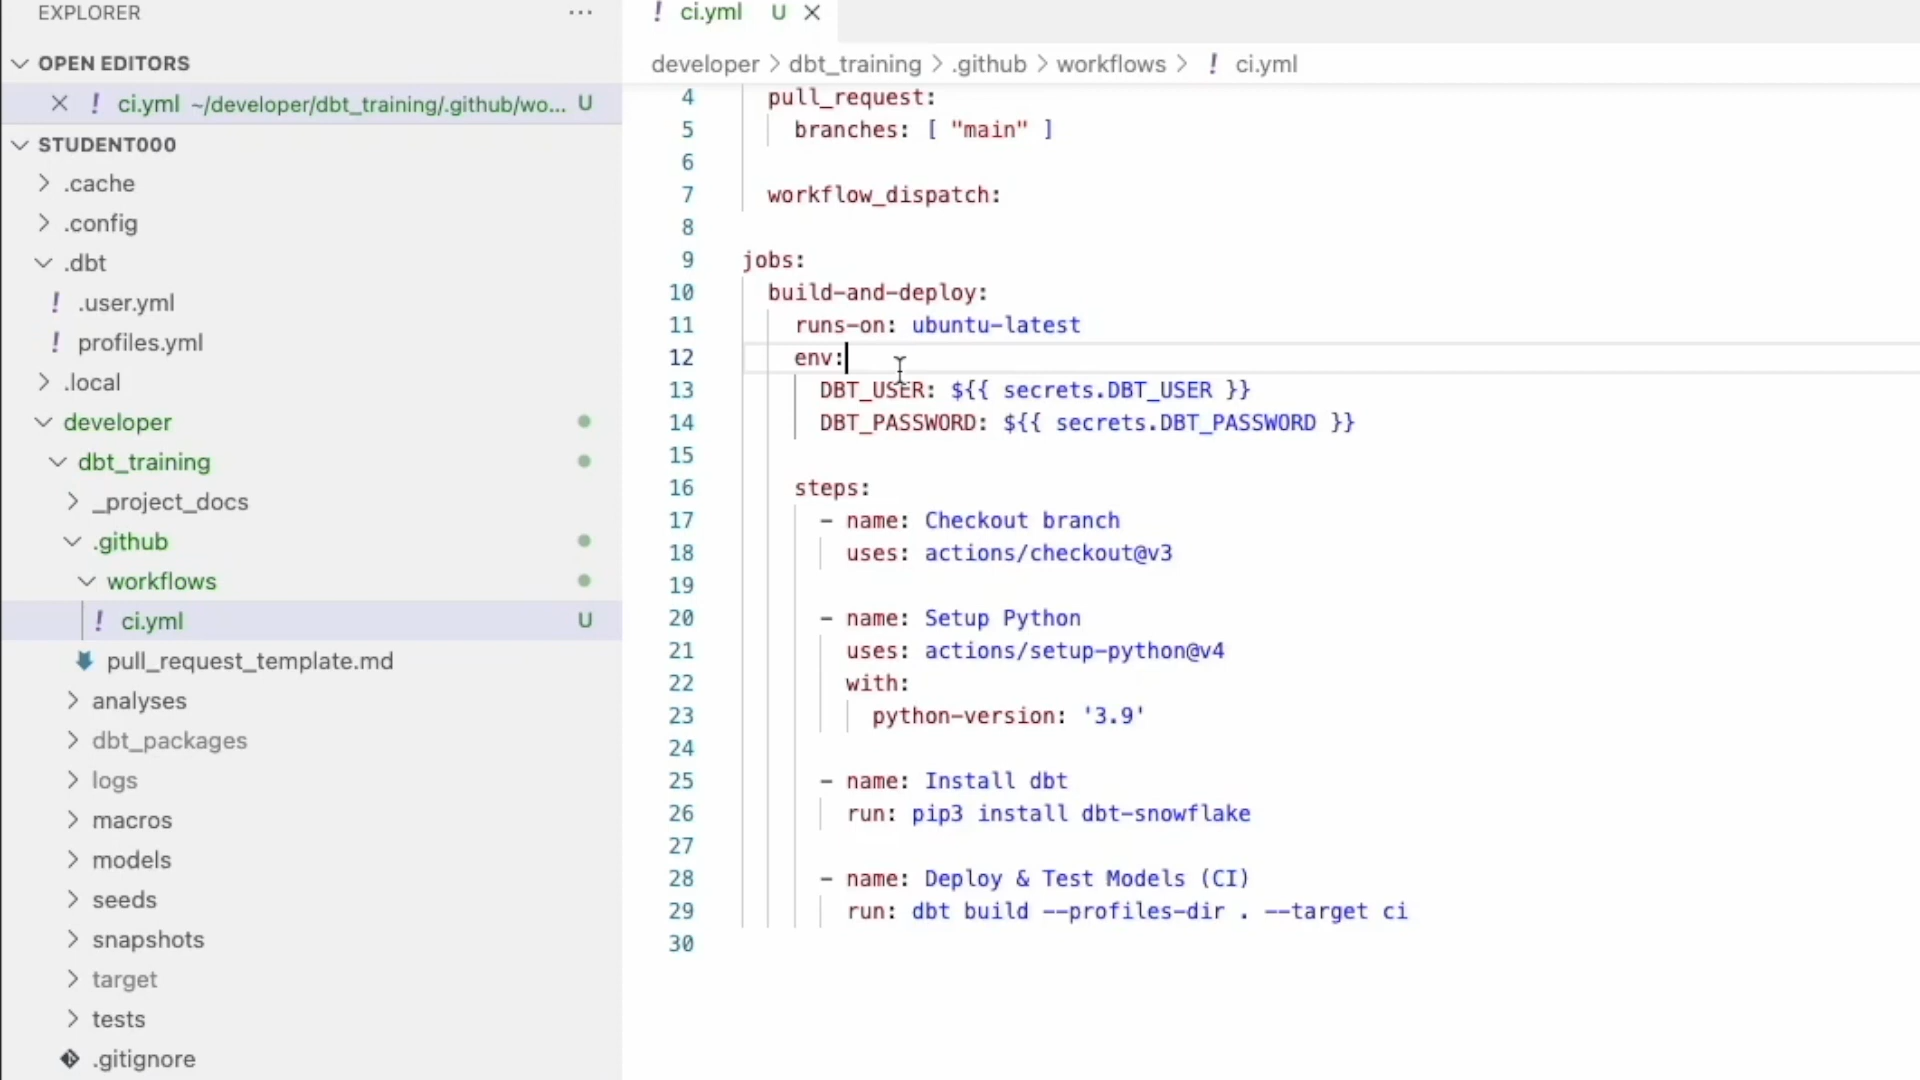 EXPLORER
...
OPEN EDITORS
ci.yml ~/developer/dbt_training/.github/wo... U
STUDENT000
.cache
.config
.dbt
! .user.yml
! profiles.yml
.local
developer
dbt_training
_project_docs
.github
workflows
! ci.yml U
pull_request_template.md
analyses
dbt_packages
logs
macros
models
seeds
snapshots
target
tests
.gitignore
! ci.yml U
developer > dbt_training > .github > workflows > ! ci.yml
4 pull_request:
5 branches: [ "main" ]
6
7 workflow_dispatch:
8
9 jobs:
10 build-and-deploy:
11 runs-on: ubuntu-latest
12 env:
13 DBT_USER: ${{ secrets.DBT_USER }}
14 DBT_PASSWORD: ${{ secrets.DBT_PASSWORD }}
15
16 steps:
17 - name: Checkout branch
18 uses: actions/checkout@v3
19
20 - name: Setup Python
21 uses: actions/setup-python@v4
22 with:
23 python-version: '3.9'
24
25 - name: Install dbt
26 run: pip3 install dbt-snowflake
27
28 - name: Deploy & Test Models (CI)
29 run: dbt build --profiles-dir . --target ci
30